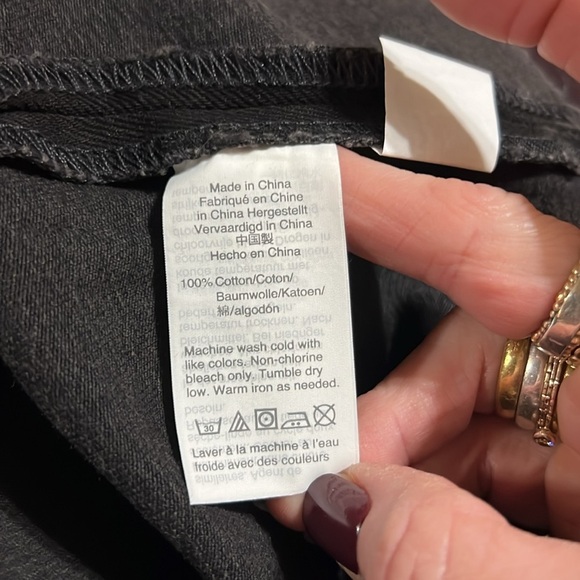 Made in China
Fabriqué en Chine
in China Hergestellt
Vervaardigd in China
中国製
Hecho en China
100% Cotton/Coton/
Baumwolle/Katoen/
綿/algodón
Machine wash cold with
like colors. Non-chlorine
bleach only. Tumble dry
low. Warm iron as needed.
30
Laver à la machine à l'eau
froide avec des couleurs